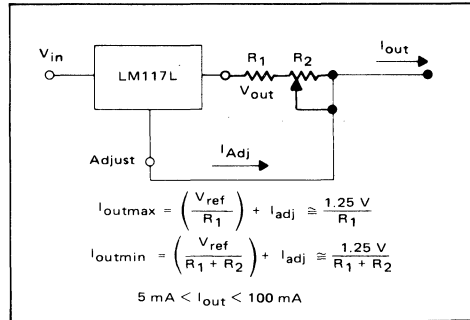 V_in
LM117L
R_1
R_2
I_out
V_out
Adjust
I_Adj
I_outmax = (V_ref / R_1) + I_adj ≅ 1.25 V / R_1
I_outmin = (V_ref / (R_1 + R_2)) + I_adj ≅ 1.25 V / (R_1 + R_2)
5 mA < I_out < 100 mA